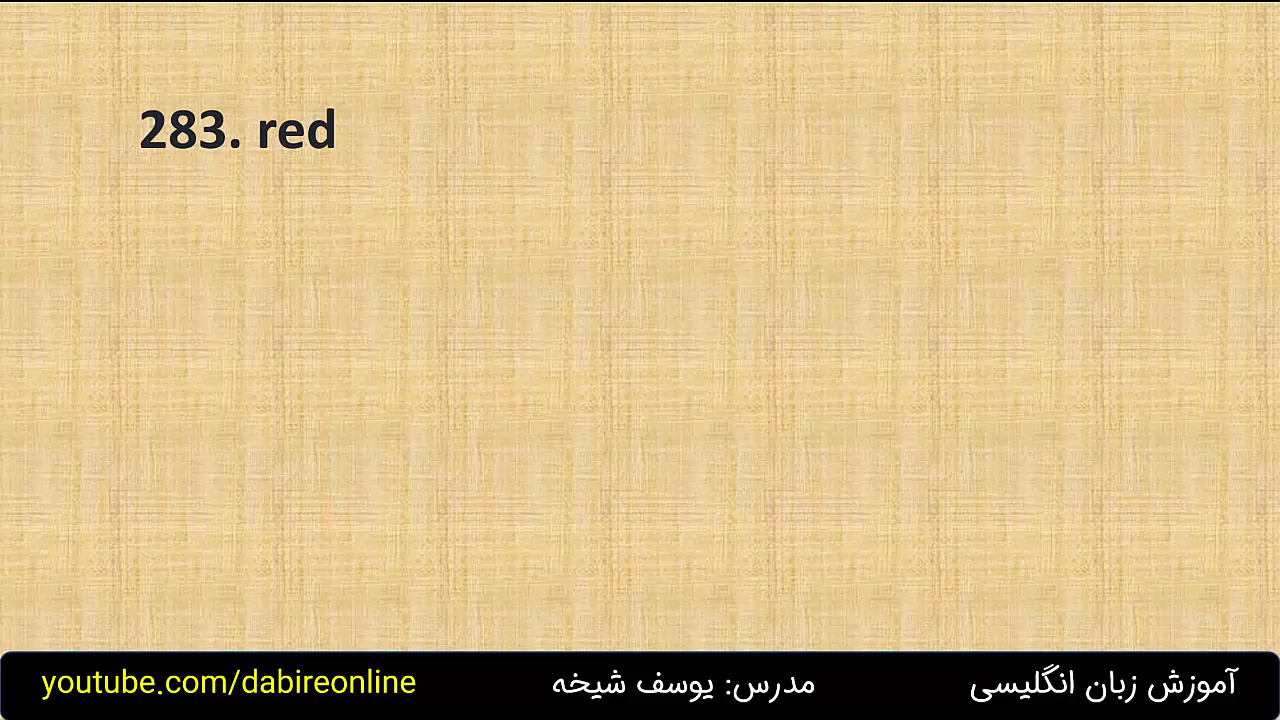 283. red
youtube.com/dabireonline
مدرس: یوسف شیخه
آموزش زبان انگلیسی